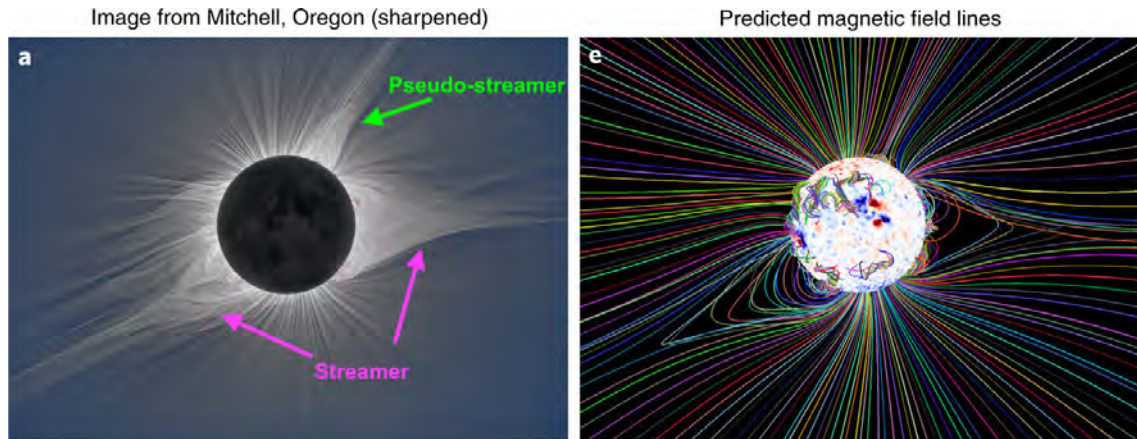 Image from Mitchell, Oregon (sharpened)
Predicted magnetic field lines
a
Pseudo-streamer
Streamer
e